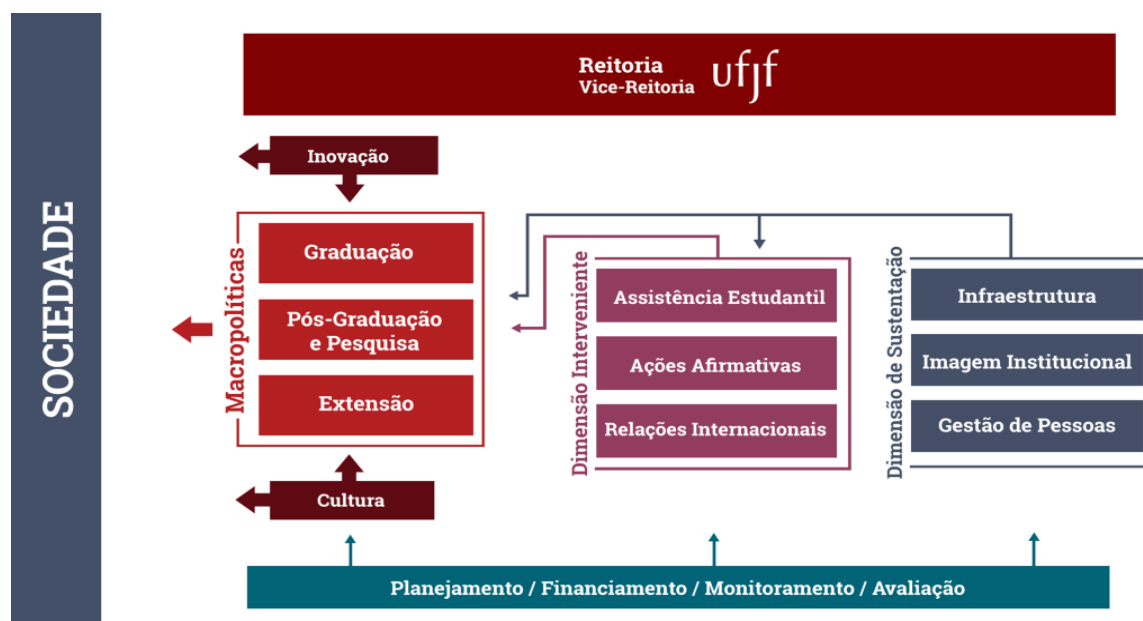 SOCIEDADE
Reitoria
Vice-Reitoria
ufjf
Inovação
Macropolíticas
Graduação
Pós-Graduação
e Pesquisa
Extensão
Cultura
Dimensão Interveniente
Assistência Estudantil
Ações Afirmativas
Relações Internacionais
Dimensão de Sustentação
Infraestrutura
Imagem Institucional
Gestão de Pessoas
Planejamento / Financiamento / Monitoramento / Avaliação